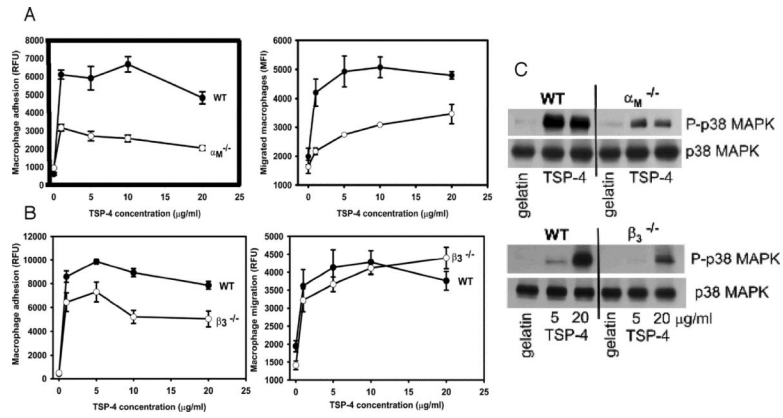 A
Macrophage adhesion (RFU)
8000
7000
6000
5000
4000
3000
2000
1000
0
WT
αM-/-
0 5 10 15 20 25
TSP-4 concentration (μg/ml)
Migrated macrophages (MFI)
6000
5000
4000
3000
2000
1000
0 5 10 15 20 25
TSP-4 concentration (μg/ml)
B
Macrophage adhesion (RFU)
10000
8000
6000
4000
2000
0
WT
β3 -/-
0 5 10 15 20 25
TSP-4 concentration (μg/ml)
Macrophage migration (RFU)
5000
4500
4000
3500
3000
2500
2000
1500
1000
β3 -/-
WT
0 5 10 15 20 25
TSP-4 concentration (μg/ml)
C
WT αM -/-
P-p38 MAPK
p38 MAPK
gelatin TSP-4 gelatin TSP-4
WT β3 -/-
P-p38 MAPK
p38 MAPK
gelatin 5 20 gelatin 5 20 μg/ml
TSP-4 TSP-4